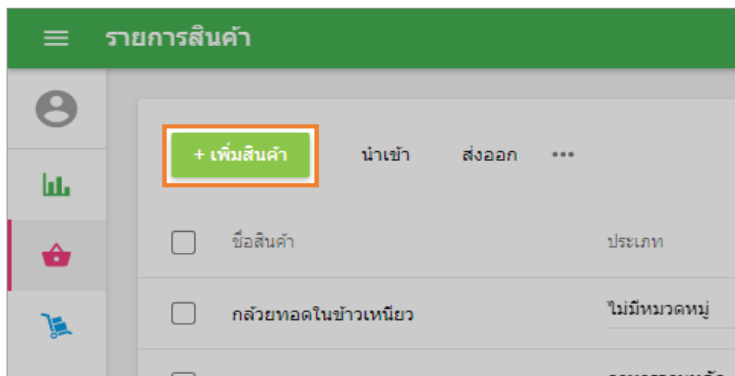 รายการสินค้า
+ เพิ่มสินค้า นำเข้า ส่งออก
ชื่อสินค้า ประเภท
กล้วยทอดในข้าวเหนียว ไม่มีหมวดหมู่